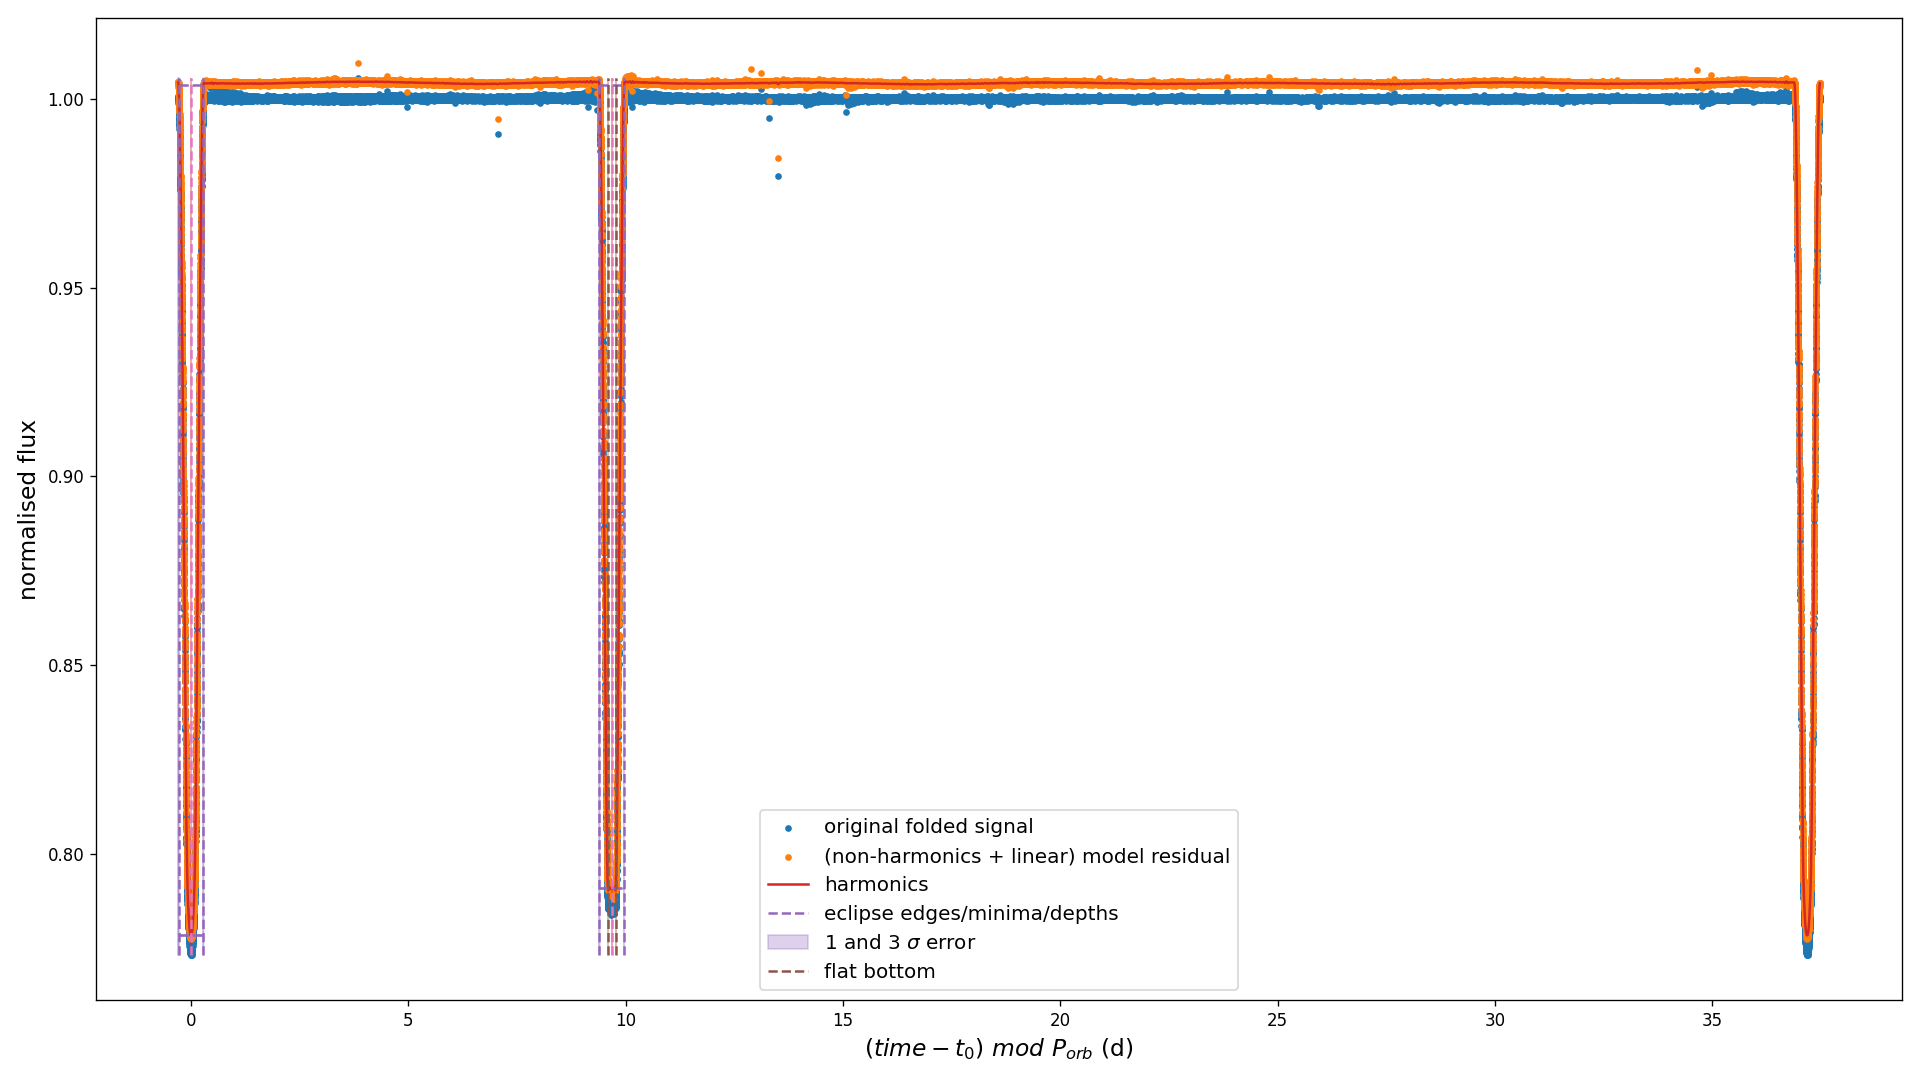 normalised flux
1.00
0.95
0.90
0.85
0.80
original folded signal
(non-harmonics + linear) model residual
harmonics
eclipse edges/minima/depths
1 and 3 σ error
flat bottom
0 5 10 15 20 25 30 35
(time − t₀) mod Pₒᵣb (d)